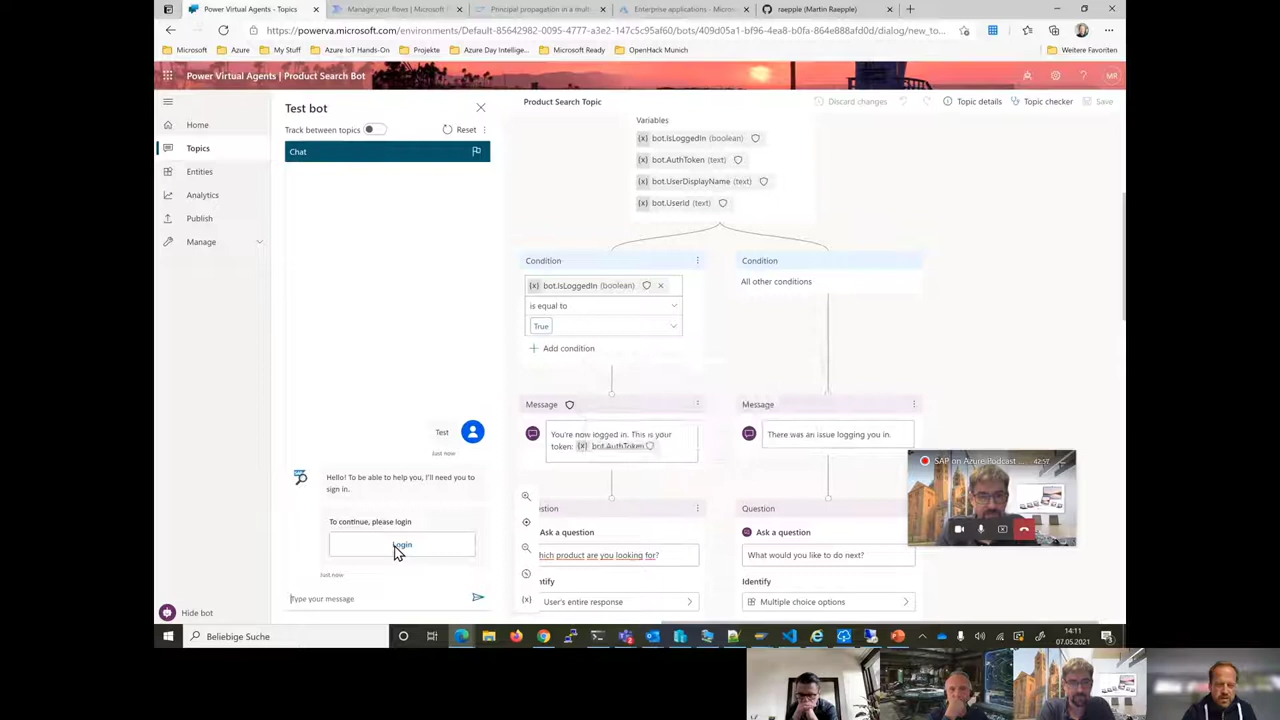 Power Virtual Agents - Topics
Manage your flows | Microsoft P
Principal propagation in a multi
Enterprise applications - Micros
raepple (Martin Raepple)
https://powerva.microsoft.com/environments/Default-85642982-0095-4777-a3e2-147c5c95af60/bots/409d05a1-bf96-4ea8-b0fa-864e888afd0d/dialog/new_to...
Microsoft
Azure
My Stuff
Azure IoT Hands-On
Projekte
Azure Day Intellige...
Microsoft Ready
OpenHack Munich
Weitere Favoriten
Power Virtual Agents | Product Search Bot
MR
Home
Topics
Entities
Analytics
Publish
Manage
Hide bot
Test bot
Track between topics
Reset
Chat
Test
Just now
SAP
Hello! To be able to help you, I'll need you to
sign in.
To continue, please login
Login
Just now
Type your message
Product Search Topic
Discard changes
Topic details
Topic checker
Save
Variables
{x} bot.IsLoggedIn (boolean)
{x} bot.AuthToken (text)
{x} bot.UserDisplayName (text)
{x} bot.UserId (text)
Condition
{x} bot.IsLoggedIn (boolean)
is equal to
True
Add condition
Condition
All other conditions
Message
You're now logged in. This is your
token: {x} bot.AuthToken
Message
There was an issue logging you in.
estion
Ask a question
hich product are you looking for?
ntify
User's entire response
Question
Ask a question
What would you like to do next?
Identify
Multiple choice options
{x}
SAP on Azure Podcast ...
42:57
Beliebige Suche
14:11
07.05.2021
3